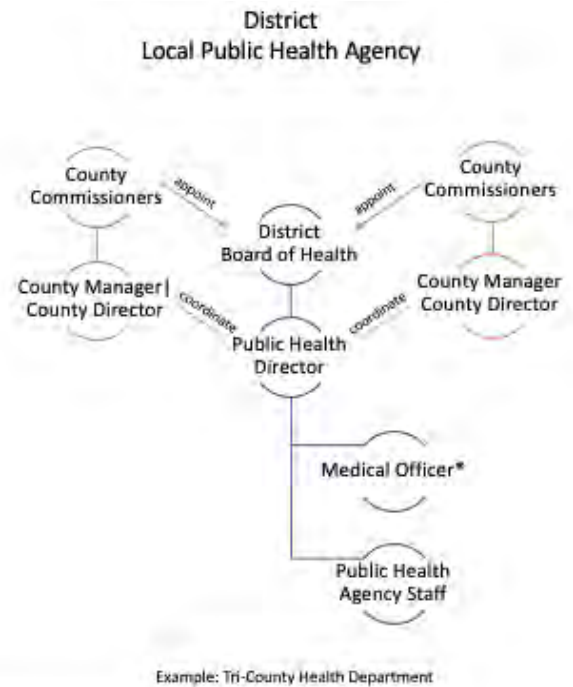 District
Local Public Health Agency
County
Commissioners
appoint
District
Board of Health
appoint
County
Commissioners
County Manager|
County Director
coordinate
Public Health
Director
coordinate
County Manager
County Director
Medical Officer*
Public Health
Agency Staff
Example: Tri-County Health Department